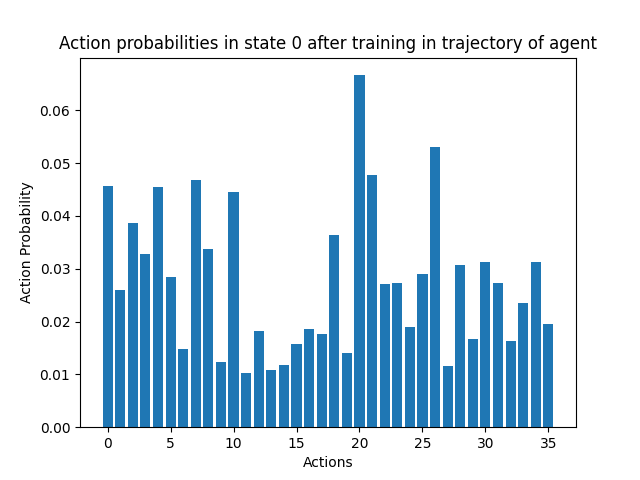 Action probabilities in state 0 after training in trajectory of agent
0.06
0.05
0.04
0.03
0.02
0.01
0.00
Action Probability
0 5 10 15 20 25 30 35
Actions